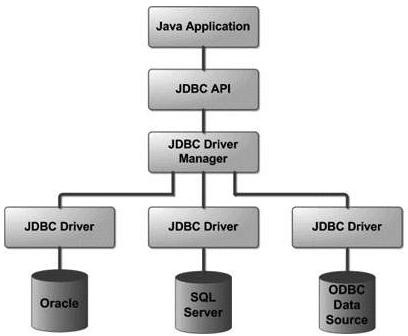 Java Application
JDBC API
JDBC Driver
Manager
JDBC Driver
JDBC Driver
JDBC Driver
Oracle
SQL
Server
ODBC
Data
Source